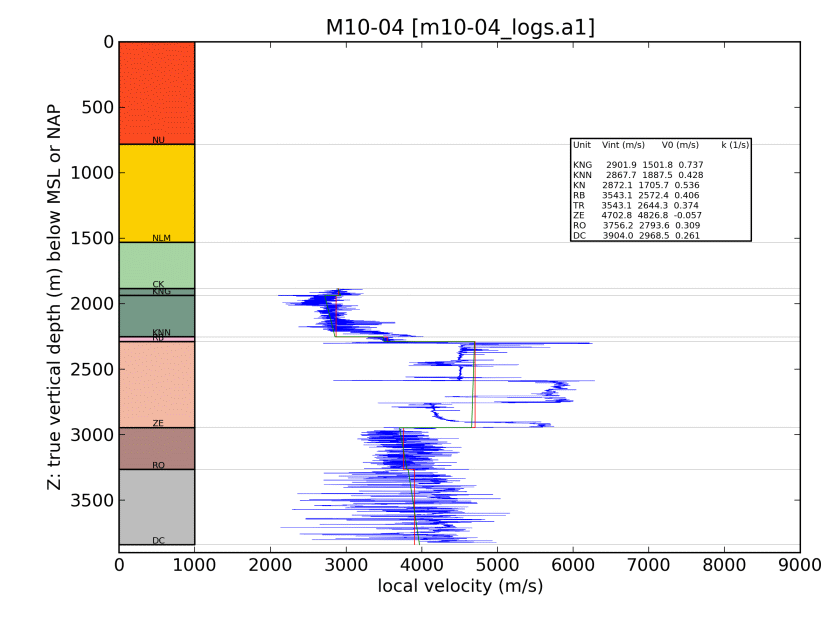 M10-04 [m10-04_logs.a1]
Z: true vertical depth (m) below MSL or NAP
0
500
1000
1500
2000
2500
3000
3500
NU
NLM
CK
KNG
KNN
RB
ZE
RO
DC
Unit Vint (m/s) V0 (m/s) k (1/s)
KNG 2901.9 1501.8 0.737
KNN 2867.7 1887.5 0.428
KN 2872.1 1705.7 0.536
RB 3543.1 2572.4 0.406
TR 3543.1 2644.3 0.374
ZE 4702.8 4826.8 -0.057
RO 3756.2 2793.6 0.309
DC 3904.0 2968.5 0.261
0 1000 2000 3000 4000 5000 6000 7000 8000 9000
local velocity (m/s)